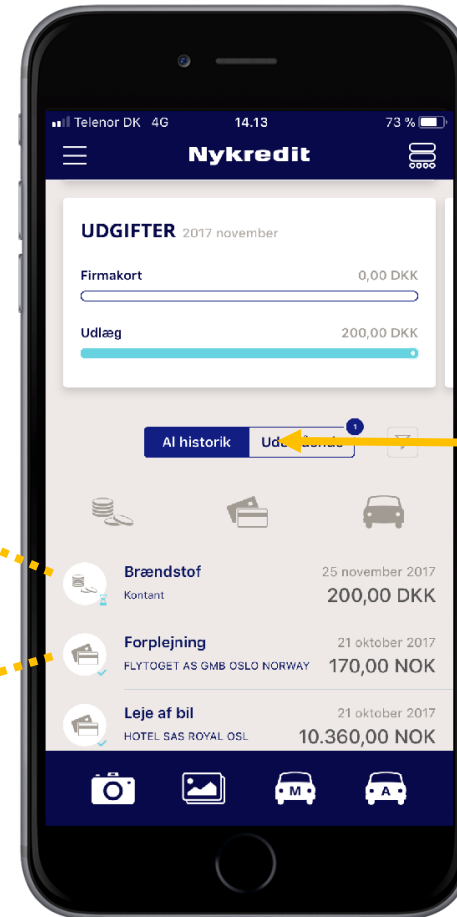 Telenor DK 4G 14.13 73 %
Nykredit
UDGIFTER 2017 november
Firmakort 0,00 DKK
Udlæg 200,00 DKK
Al historik 1
Brændstof 25 november 2017
Kontant 200,00 DKK
Forplejning 21 oktober 2017
FLYTOGET AS GMB OSLO NORWAY 170,00 NOK
Leje af bil 21 oktober 2017
HOTEL SAS ROYAL OSL 10.360,00 NOK
M A